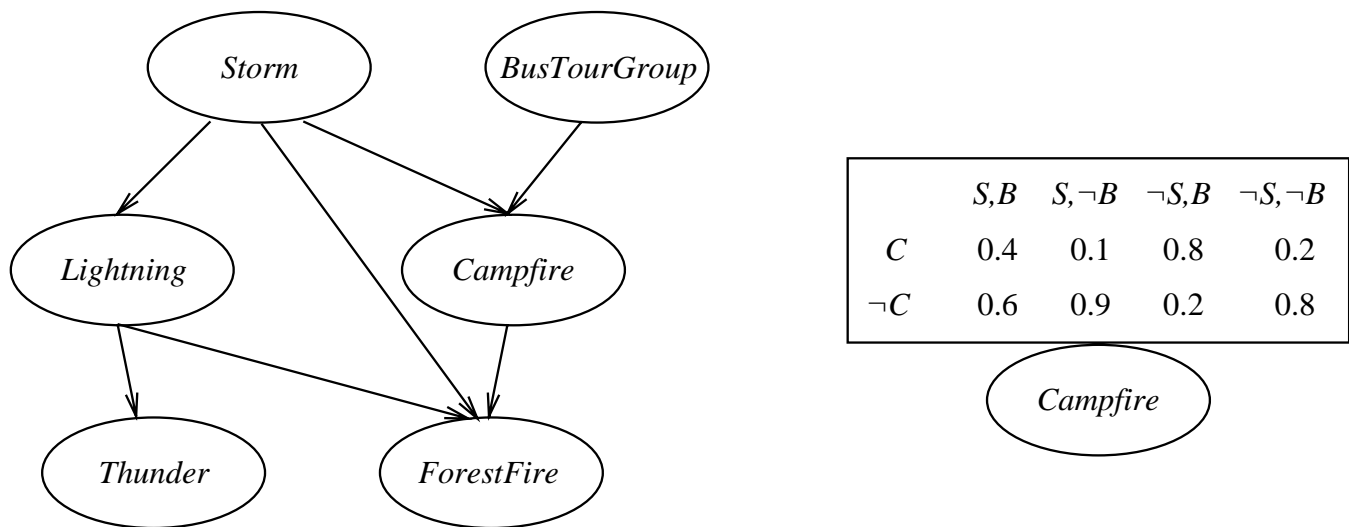 Storm
BusTourGroup
Lightning
Campfire
Thunder
ForestFire
S,B S,¬B ¬S,B ¬S,¬B
C 0.4 0.1 0.8 0.2
¬C 0.6 0.9 0.2 0.8
Campfire